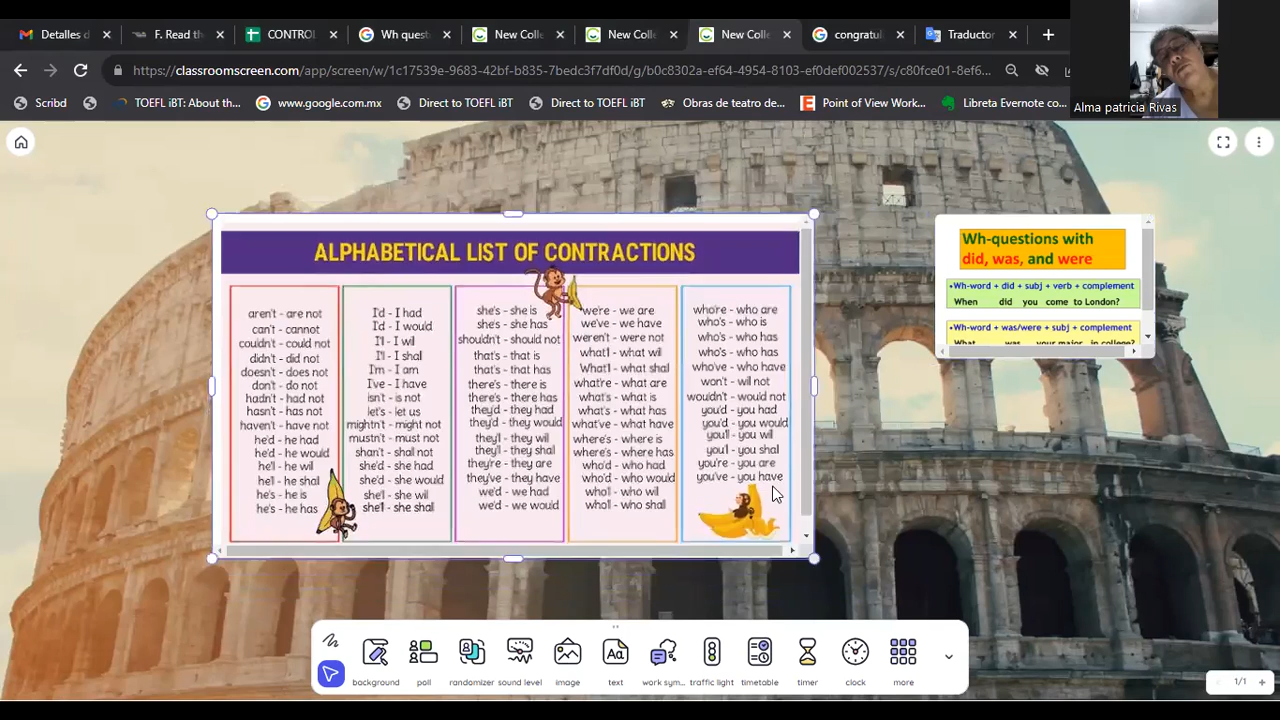 Detalles d
F. Read th
CONTROL
Wh quest
New Colle
New Colle
New Colle
congratul
Traductor
https://classroomscreen.com/app/screen/w/1c17539e-9683-42bf-b835-7bedc3f7df0d/g/b0c8302a-ef64-4954-8103-ef0def002537/s/c80fce01-8ef6...
Scribd
TOEFL iBT: About th...
www.google.com.mx
Direct to TOEFL iBT
Direct to TOEFL iBT
Obras de teatro de...
Point of View Work...
Libreta Evernote co...
Alma patricia Rivas
ALPHABETICAL LIST OF CONTRACTIONS
aren't - are not
can't - cannot
couldn't - could not
didn't - did not
doesn't - does not
don't - do not
hadn't - had not
hasn't - has not
haven't - have not
he'd - he had
he'd - he would
he'll - he will
he'll - he shall
he's - he is
he's - he has
I'd - I had
I'd - I would
I'll - I will
I'll - I shall
I'm - I am
I've - I have
isn't - is not
let's - let us
mightn't - might not
mustn't - must not
shan't - shall not
she'd - she had
she'd - she would
she'll - she will
she'll - she shall
she's - she is
she's - she has
shouldn't - should not
that's - that is
that's - that has
there's - there is
there's - there has
they'd - they had
they'd - they would
they'll - they will
they'll - they shall
they're - they are
they've - they have
we'd - we had
we'd - we would
we're - we are
we've - we have
weren't - were not
what'll - what will
What'll - what shall
what're - what are
what's - what is
what's - what has
what've - what have
where's - where is
where's - where has
who'd - who had
who'd - who would
who'll - who will
who'll - who shall
who're - who are
who's - who is
who's - who has
who's - who has
who've - who have
won't - will not
wouldn't - would not
you'd - you had
you'd - you would
you'll - you will
you'll - you shall
you're - you are
you've - you have
Wh-questions with
did, was, and were
•Wh-word + did + subj + verb + complement
When did you come to London?
•Wh-word + was/were + subj + complement
What was your major in college?
background
poll
randomizer
sound level
image
text
work sym...
traffic light
timetable
timer
clock
more
1/1